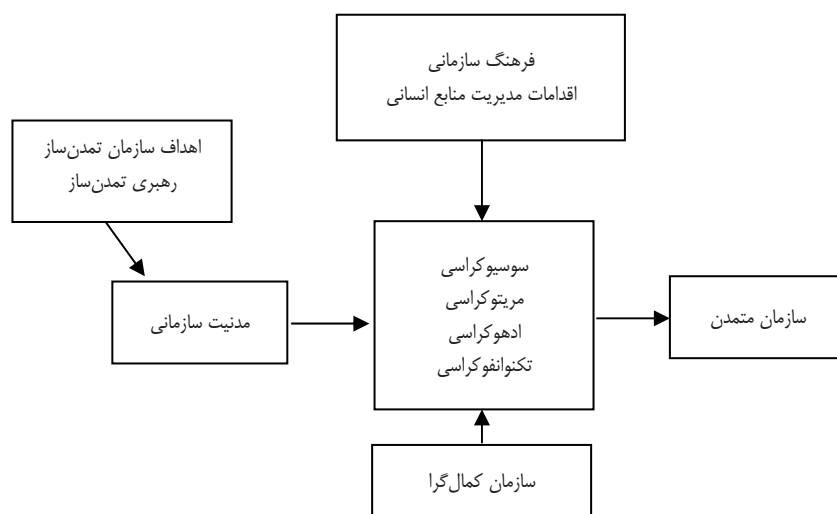 فرهنگ سازمانی
اقدامات مدیریت منابع انسانی
اهداف سازمان تمدن‌ساز
رهبری تمدن‌ساز
سوسیوکراسی
مریتوکراسی
ادهوکراسی
تکنوانفوکراسی
مدنیت سازمانی
سازمان متمدن
سازمان کمال‌گرا